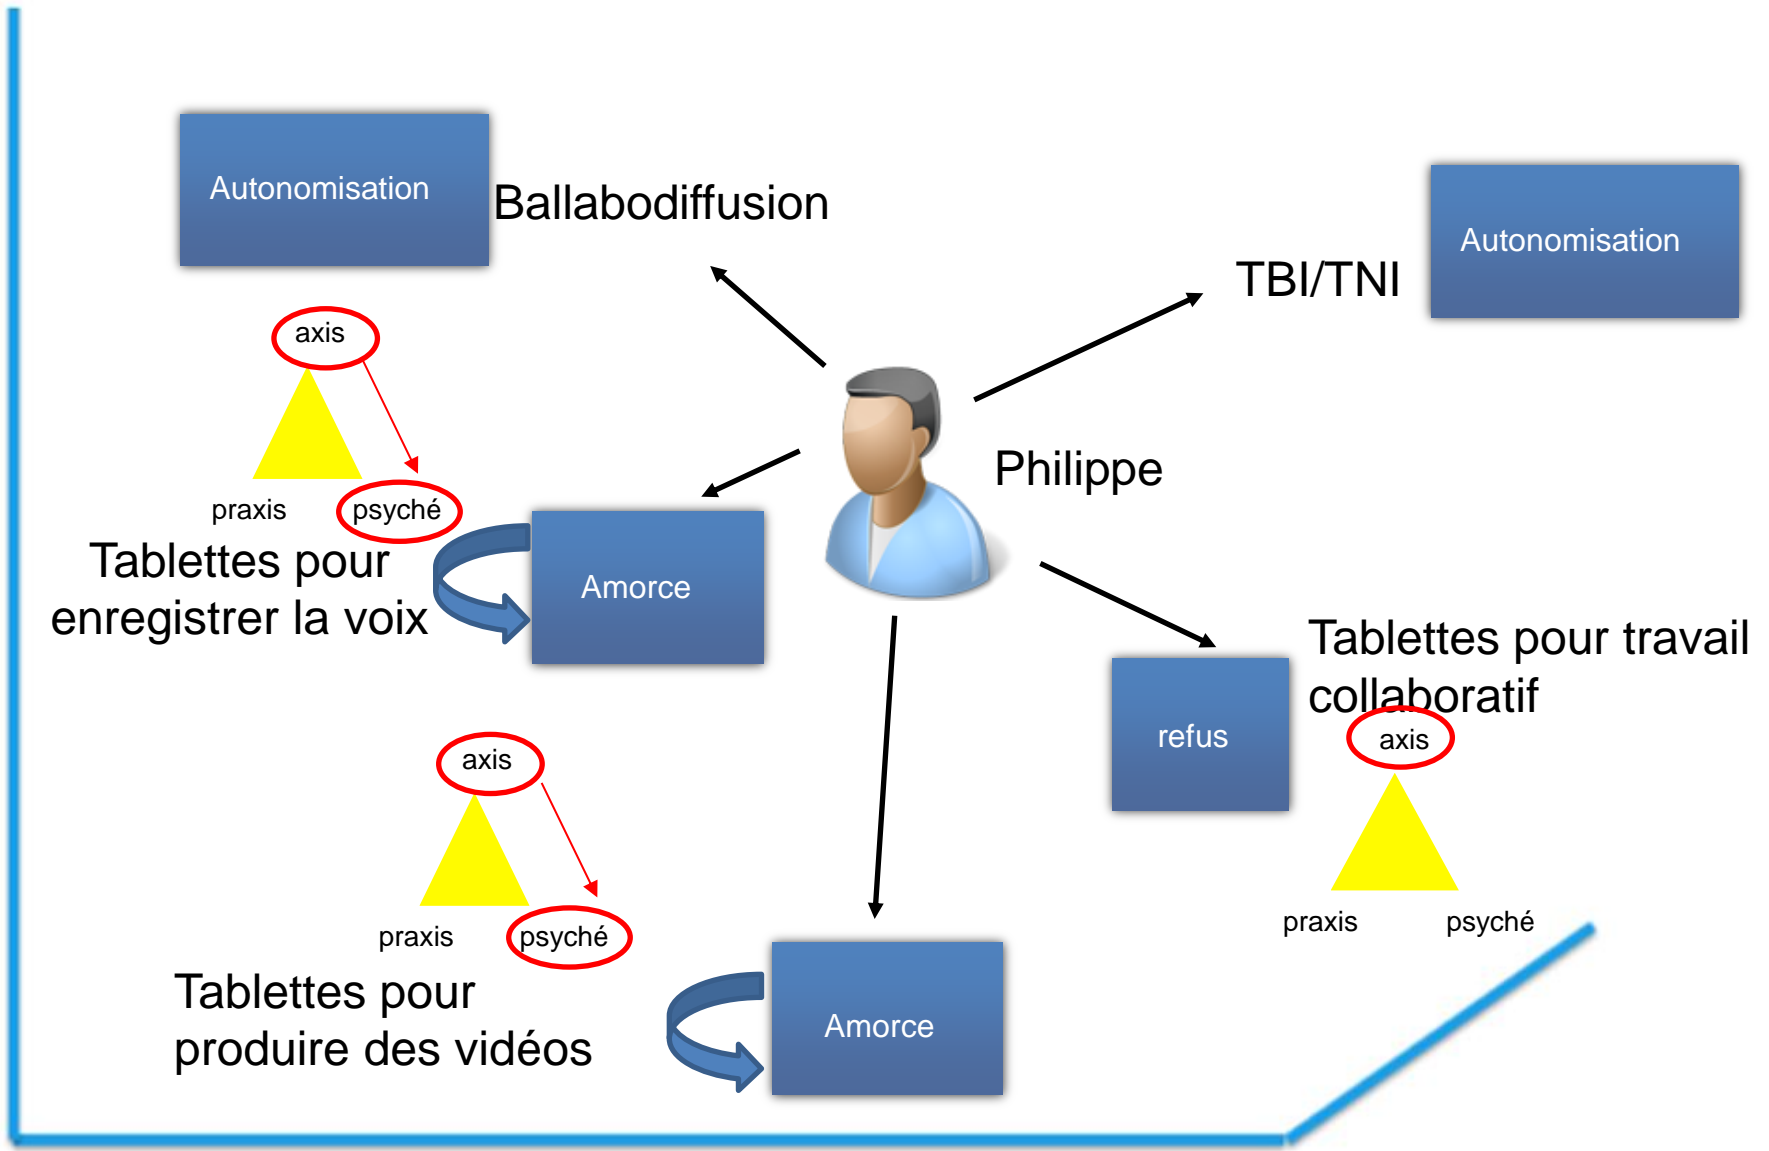 Autonomisation
Ballabodiffusion
Autonomisation
TBI/TNI
axis
praxis
psyché
Philippe
Tablettes pour
enregistrer la voix
Amorce
Tablettes pour travail
collaboratif
refus
axis
praxis
psyché
axis
praxis
psyché
Tablettes pour
produire des vidéos
Amorce